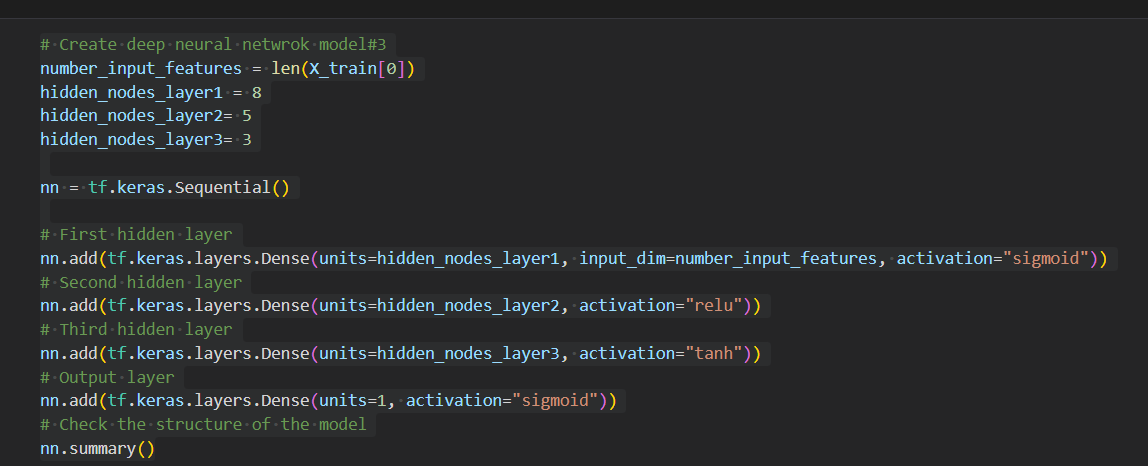 # Create deep neural netwrok model#3
number_input_features = len(X_train[0])
hidden_nodes_layer1 = 8
hidden_nodes_layer2= 5
hidden_nodes_layer3= 3
nn = tf.keras.Sequential()
# First hidden layer
nn.add(tf.keras.layers.Dense(units=hidden_nodes_layer1, input_dim=number_input_features, activation="sigmoid"))
# Second hidden layer
nn.add(tf.keras.layers.Dense(units=hidden_nodes_layer2, activation="relu"))
# Third hidden layer
nn.add(tf.keras.layers.Dense(units=hidden_nodes_layer3, activation="tanh"))
# Output layer
nn.add(tf.keras.layers.Dense(units=1, activation="sigmoid"))
# Check the structure of the model
nn.summary()